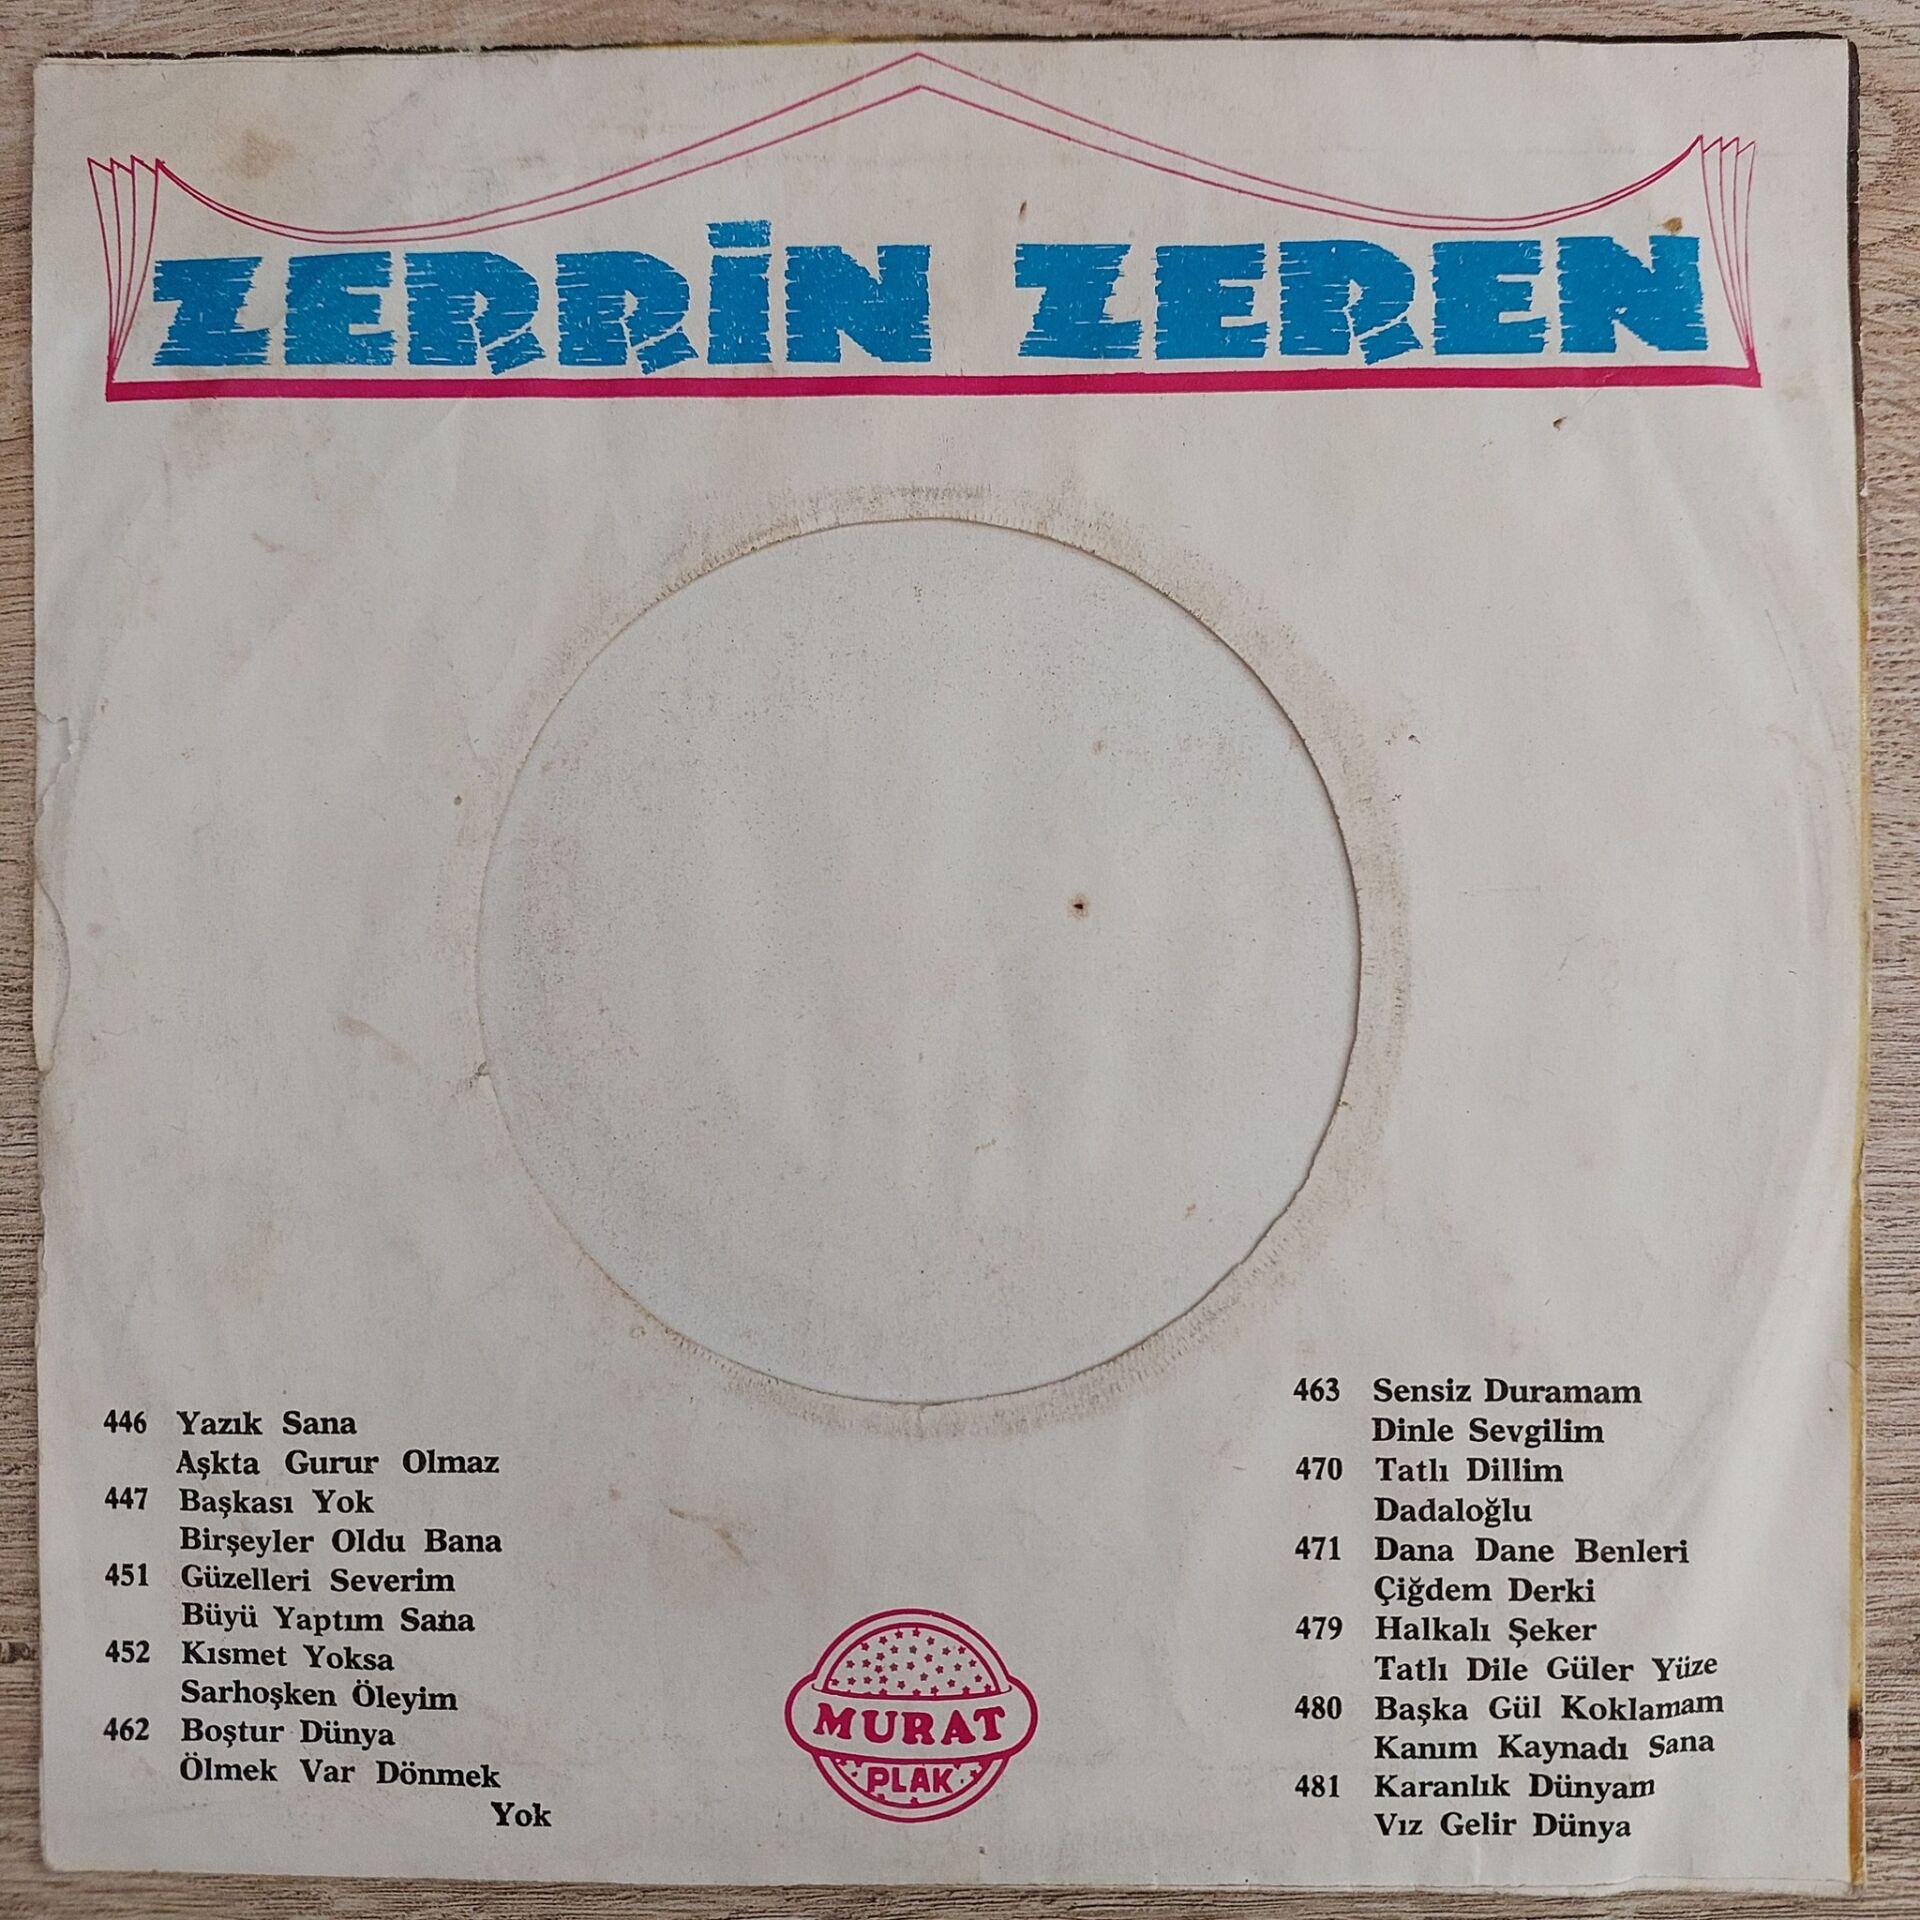 ZERRİN ZEREN
446 Yazık Sana
Aşkta Gurur Olmaz
447 Başkası Yok
Birşeyler Oldu Bana
451 Güzelleri Severim
Büyü Yaptım Sana
452 Kısmet Yoksa
Sarhoşken Öleyim
462 Boştur Dünya
Ölmek Var Dönmek
Yok
MURAT
PLAK
463 Sensiz Duramam
Dinle Sevgilim
470 Tatlı Dillim
Dadaloğlu
471 Dana Dane Benleri
Çiğdem Derki
479 Halkalı Şeker
Tatlı Dile Güler Yüze
480 Başka Gül Koklamam
Kanım Kaynadı Sana
481 Karanlık Dünyam
Vız Gelir Dünya